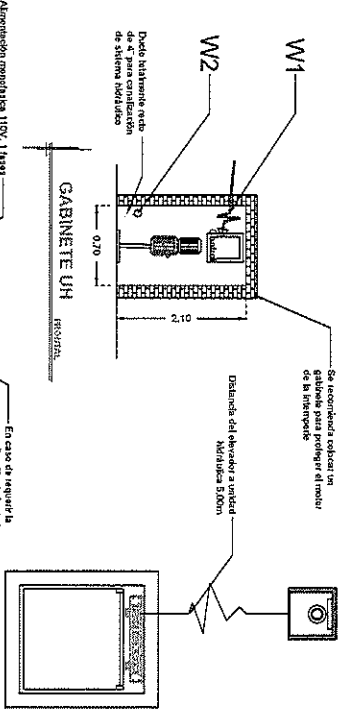 W1
W2
Se recomienda colocar un
gabinete para proteger el motor
de la intemperie
Ducto totalmente recto
de 4" para canalización
de sistema hidráulico
0.70
2.10
GABINETE UH
FRONTAL
Distancia del elevador a unidad
hidráulica 5.00m
Alimentación monofasica 110V, 1 fases
En caso de requerir la